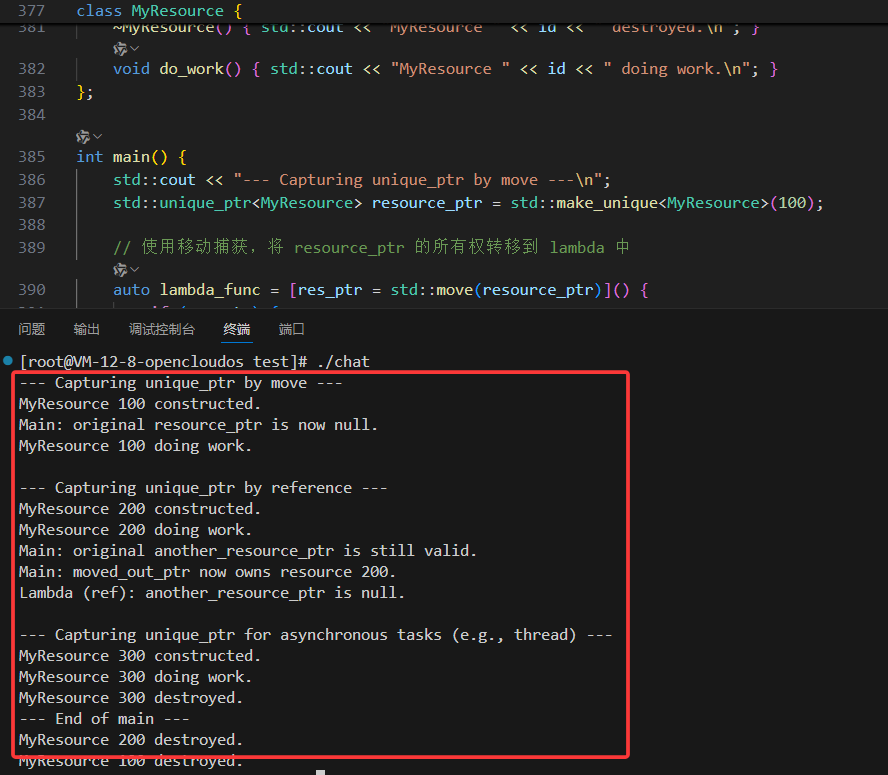 377 class MyResource {
381 ~MyResource() { std::cout << "MyResource " << id << " destroyed.\n"; }
382 void do_work() { std::cout << "MyResource " << id << " doing work.\n"; }
383 };
384
385 int main() {
386 std::cout << "--- Capturing unique_ptr by move ---\n";
387 std::unique_ptr<MyResource> resource_ptr = std::make_unique<MyResource>(100);
388
389 // 使用移动捕获，将 resource_ptr 的所有权转移到 lambda 中
390 auto lambda_func = [res_ptr = std::move(resource_ptr)]() {
问题 输出 调试控制台 终端 端口
[root@VM-12-8-opencloudos test]# ./chat
--- Capturing unique_ptr by move ---
MyResource 100 constructed.
Main: original resource_ptr is now null.
MyResource 100 doing work.
--- Capturing unique_ptr by reference ---
MyResource 200 constructed.
MyResource 200 doing work.
Main: original another_resource_ptr is still valid.
Main: moved_out_ptr now owns resource 200.
Lambda (ref): another_resource_ptr is null.
--- Capturing unique_ptr for asynchronous tasks (e.g., thread) ---
MyResource 300 constructed.
MyResource 300 doing work.
MyResource 300 destroyed.
--- End of main ---
MyResource 200 destroyed.
MyResource 100 destroyed.